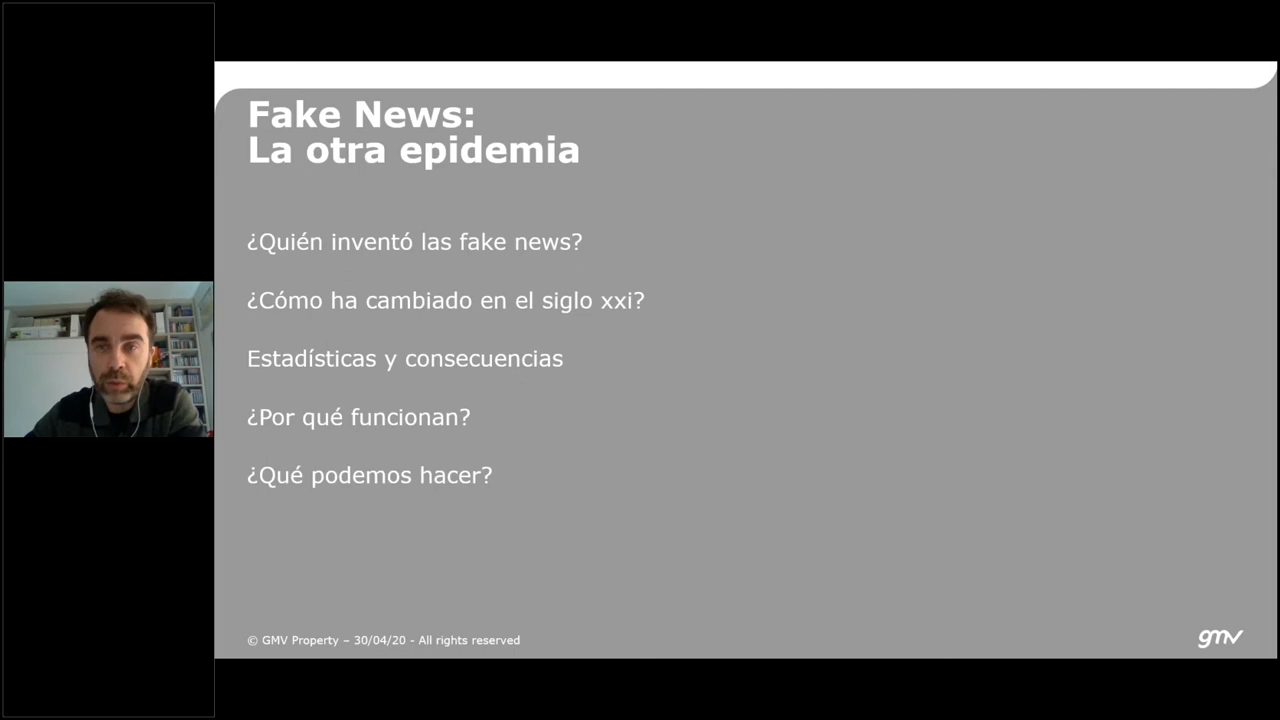 Fake News:
La otra epidemia
¿Quién inventó las fake news?
¿Cómo ha cambiado en el siglo xxi?
Estadísticas y consecuencias
¿Por qué funcionan?
¿Qué podemos hacer?
© GMV Property – 30/04/20 - All rights reserved
gmv